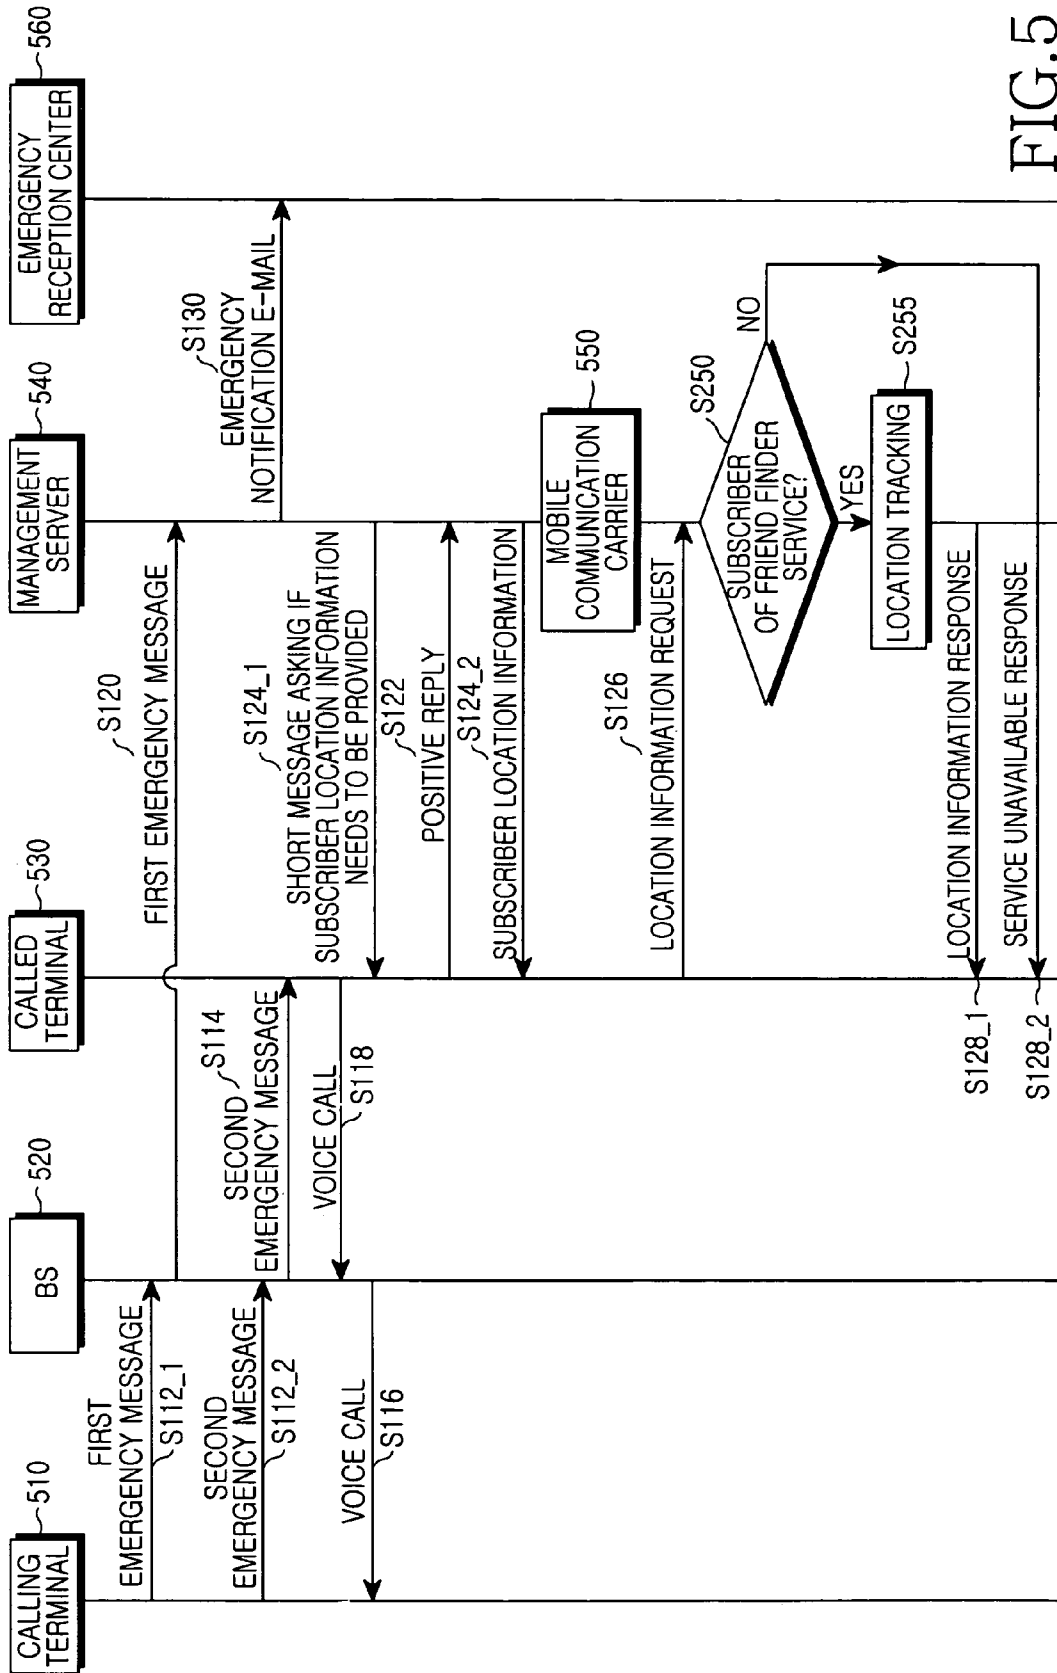 CALLING
TERMINAL
510
BS
520
CALLED
TERMINAL
530
MANAGEMENT
SERVER
540
EMERGENCY
RECEPTION CENTER
560
FIRST
EMERGENCY MESSAGE
S112_1
S120
FIRST EMERGENCY MESSAGE
SECOND
EMERGENCY MESSAGE
S112_2
SECOND
EMERGENCY MESSAGE
S114
S130
EMERGENCY
NOTIFICATION E-MAIL
VOICE CALL
S118
VOICE CALL
S116
S124_1
SHORT MESSAGE ASKING IF
SUBSCRIBER LOCATION INFORMATION
NEEDS TO BE PROVIDED
S122
POSITIVE REPLY
S124_2
SUBSCRIBER LOCATION INFORMATION
MOBILE
COMMUNICATION
CARRIER
550
S126
LOCATION INFORMATION REQUEST
S250
SUBSCRIBER
OF FRIEND FINDER
SERVICE?
NO
YES
S255
LOCATION TRACKING
LOCATION INFORMATION RESPONSE
S128_1
SERVICE UNAVAILABLE RESPONSE
S128_2
FIG.5